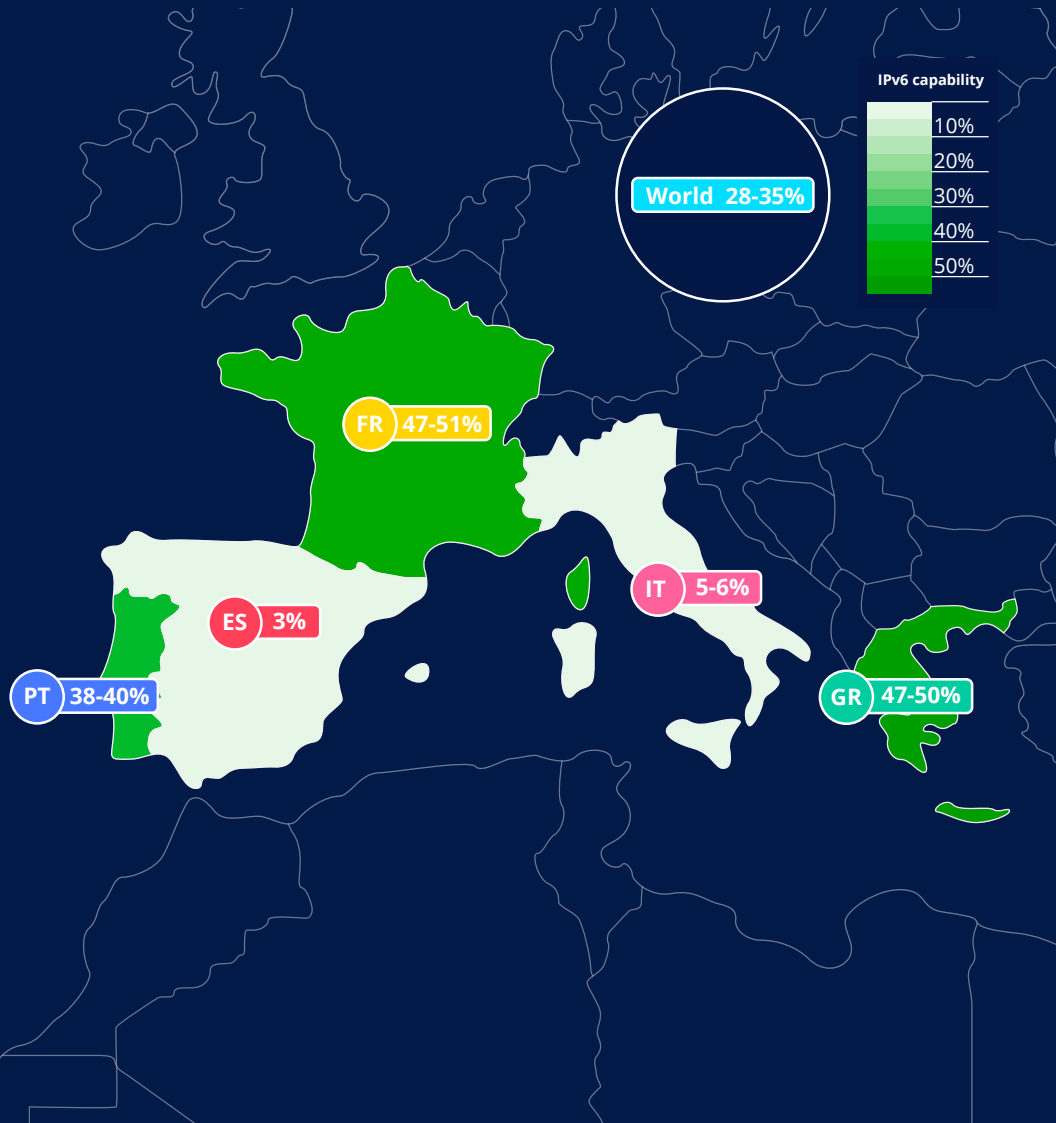 IPv6 capability
10%
20%
30%
40%
50%
World 28-35%
FR 47-51%
IT 5-6%
ES 3%
PT 38-40%
GR 47-50%